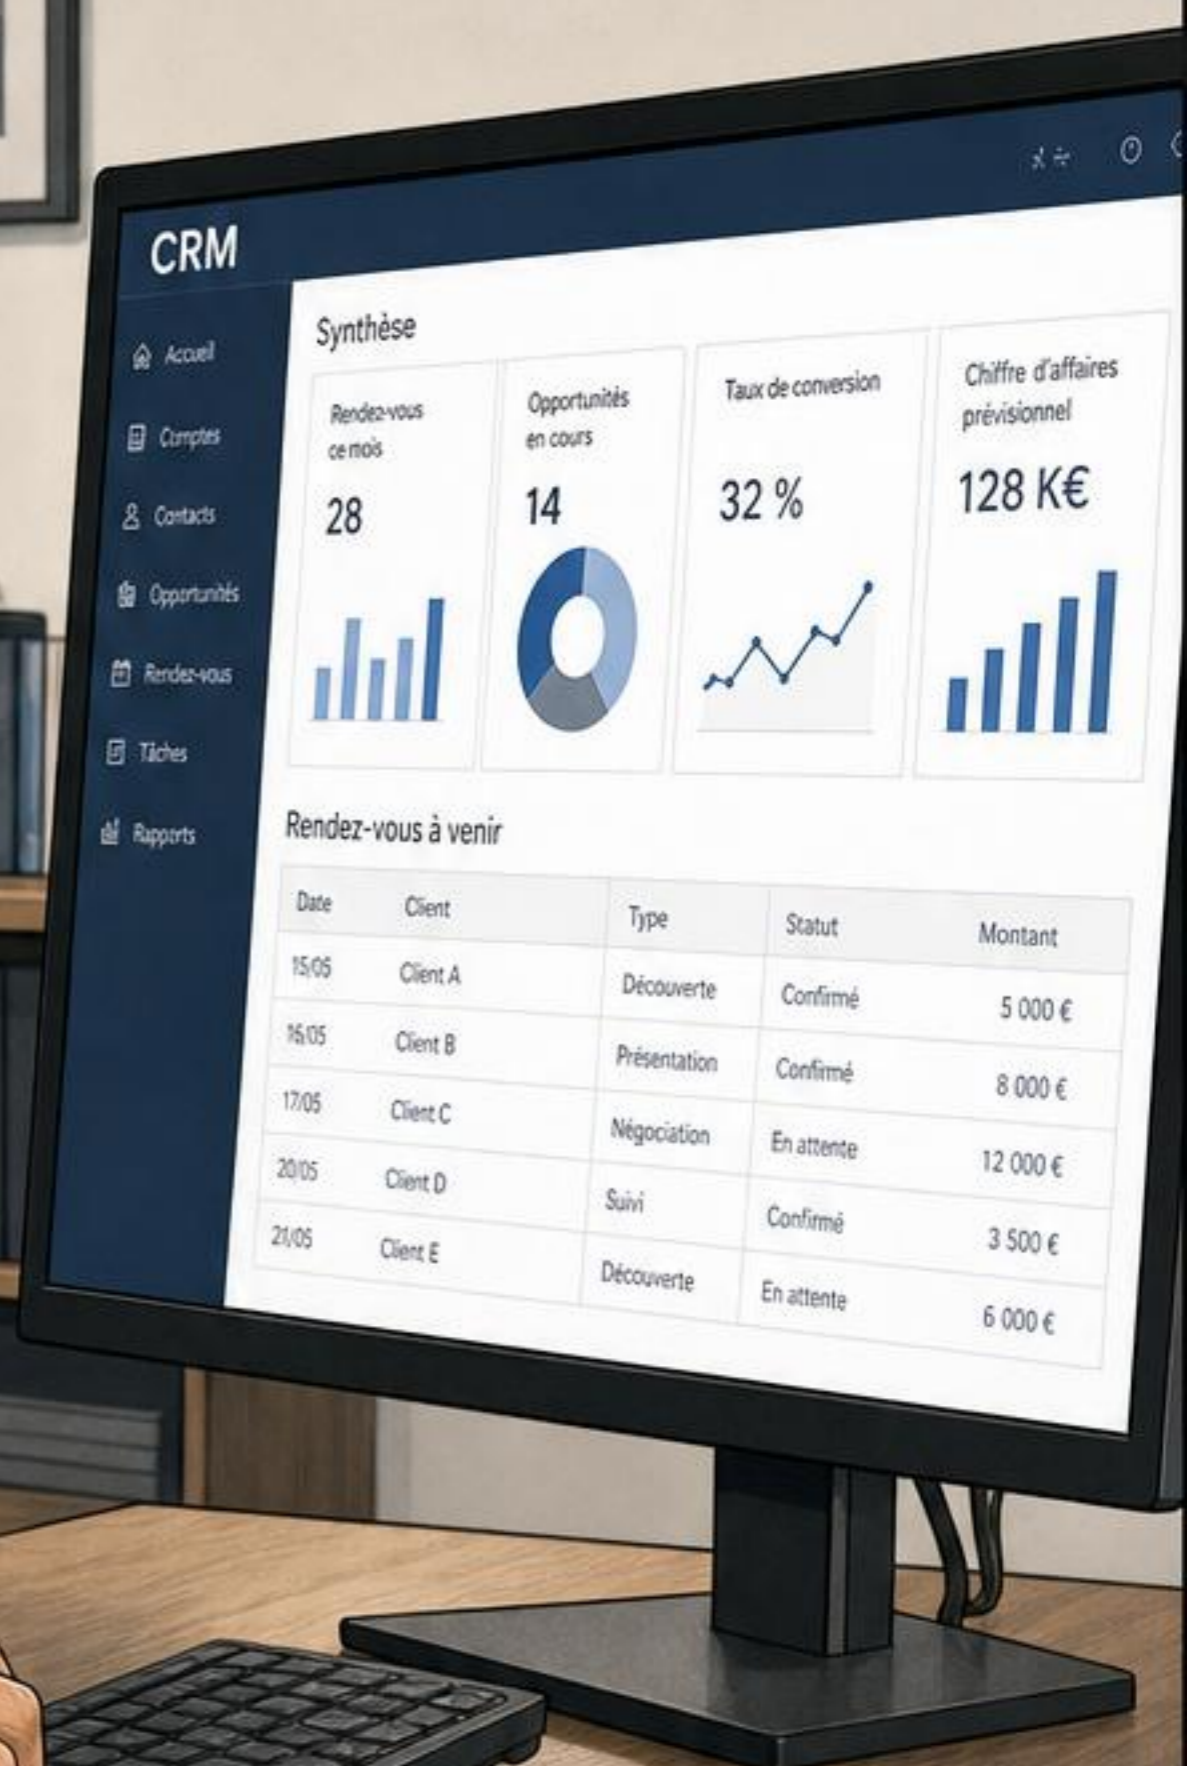 CRM
Accueil
Comptes
Contacts
Opportunités
Rendez-vous
Tâches
Rapports
Synthèse
Rendez-vous
ce mois
28
Opportunités
en cours
14
Taux de conversion
32 %
Chiffre d'affaires
prévisionnel
128 K€
Rendez-vous à venir
Date Client Type Statut Montant
15/05 Client A Découverte Confirmé 5 000 €
16/05 Client B Présentation Confirmé 8 000 €
17/05 Client C Négociation En attente 12 000 €
20/05 Client D Suivi Confirmé 3 500 €
21/05 Client E Découverte En attente 6 000 €